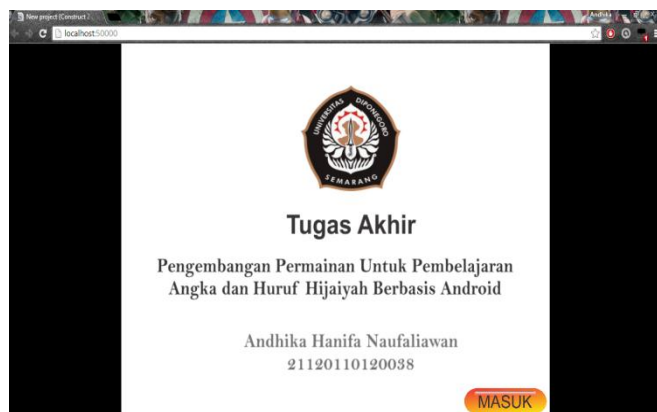 New project (Construct 2
Andhika
localhost:50000
UNIVERSITAS DIPONEGORO
SEMARANG
Tugas Akhir
Pengembangan Permainan Untuk Pembelajaran
Angka dan Huruf Hijaiyah Berbasis Android
Andhika Hanifa Naufaliawan
21120110120038
MASUK